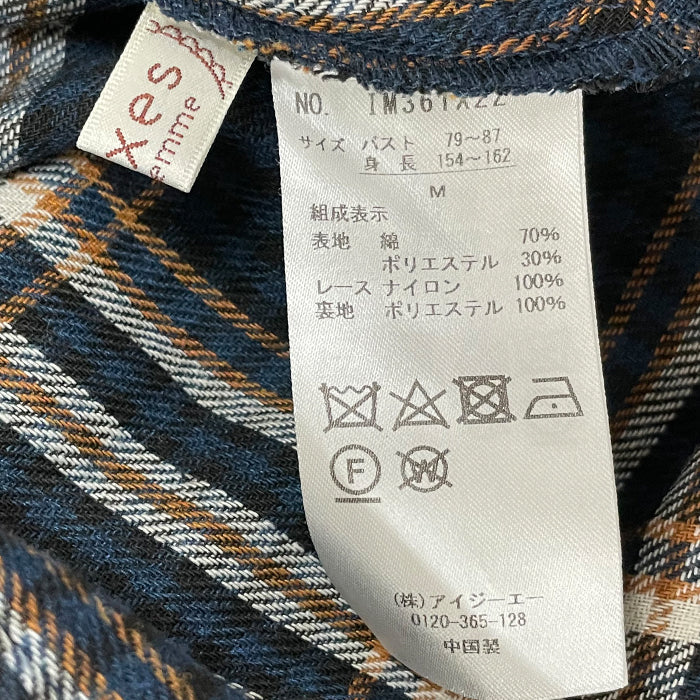 xes
emme
NO. IM361X22
サイズ バスト 79～87
身長 154～162
M
組成表示
表地 綿 70%
ポリエステル 30%
レース ナイロン 100%
裏地 ポリエステル 100%
F
W
(株)アイジーエー
0120-365-128
中国製